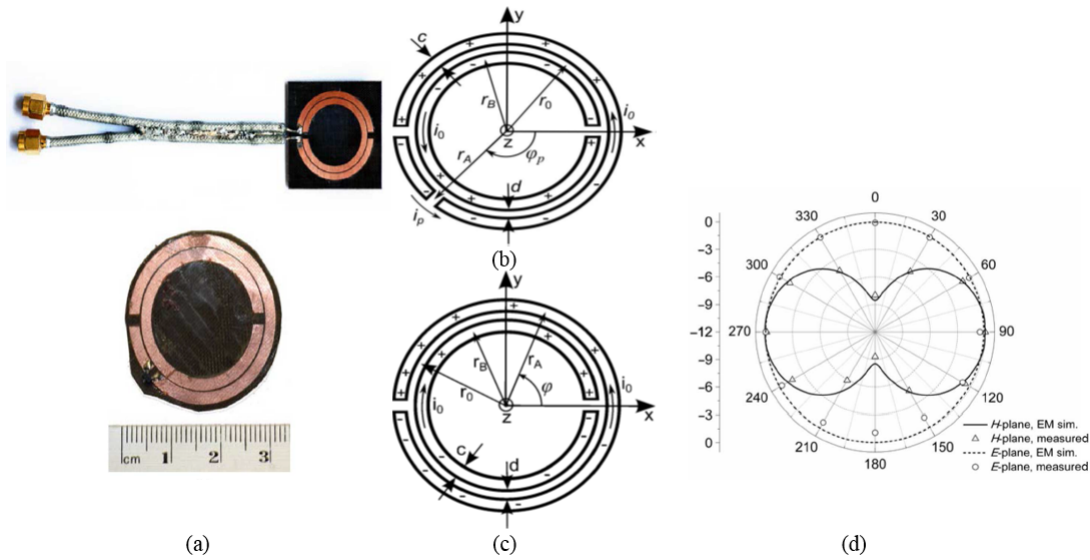 cm 1 2 3
(a)
y
c
+ + - - + + - -
r_B
r_0
i_0
i_0
x
z
r_A
φ_p
d
i_p
(b)
y
r_B
r_A
r_0
φ
i_0
i_0
x
z
c
d
(c)
0
330
30
300
60
270
90
240
120
210
150
180
0
-3
-6
-9
-12
-9
-6
-3
0
H-plane, EM sim.
H-plane, measured
E-plane, EM sim.
E-plane, measured
(d)